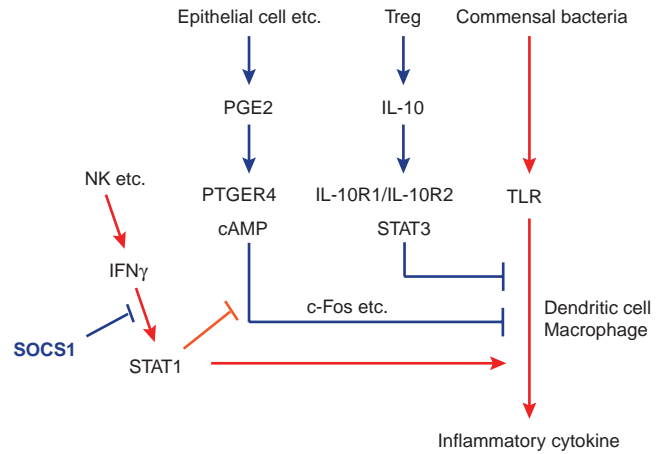 Epithelial cell etc.
Treg
Commensal bacteria
PGE2
IL-10
NK etc.
PTGER4
IL-10R1/IL-10R2
TLR
cAMP
STAT3
IFNγ
c-Fos etc.
Dendritic cell
Macrophage
SOCS1
STAT1
Inflammatory cytokine